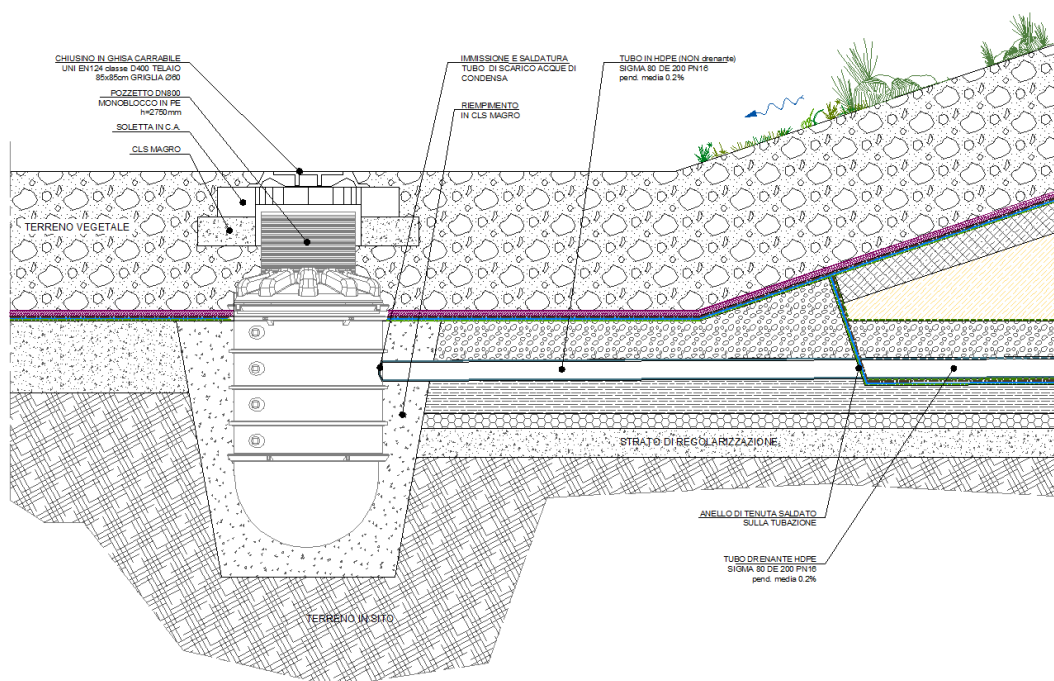 CHIUSINO IN GHISA CARRABILE
UNI EN124 classe D400 TELAIO
85x85cm GRIGLIA Ø60
POZZETTO DN800
MONOBLOCCO IN PE
h=2750mm
SOLETTA IN C.A.
CLS MAGRO
IMMISSIONE E SALDATURA
TUBO DI SCARICO ACQUE DI
CONDENSA
RIEMPIMENTO
IN CLS MAGRO
TUBO IN HDPE (NON drenante)
SIGMA 80 DE 200 PN16
pend. media 0.2%
TERRENO VEGETALE
STRATO DI REGOLARIZZAZIONE
ANELLO DI TENUTA SALDATO
SULLA TUBAZIONE
TUBO DRENANTE HDPE
SIGMA 80 DE 200 PN16
pend. media 0.2%
TERRENO IN SITO